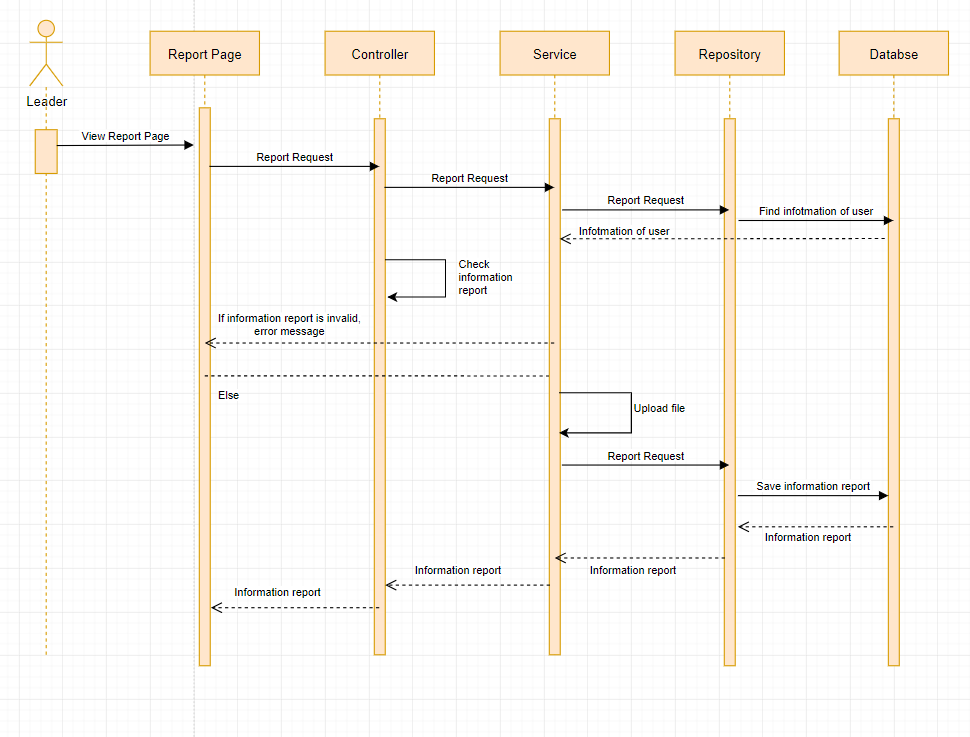 Report Page
Controller
Service
Repository
Databse
Leader
View Report Page
Report Request
Report Request
Report Request
Find infotmation of user
Infotmation of user
Check
information
report
If information report is invalid,
error message
Else
Upload file
Report Request
Save information report
Information report
Information report
Information report
Information report